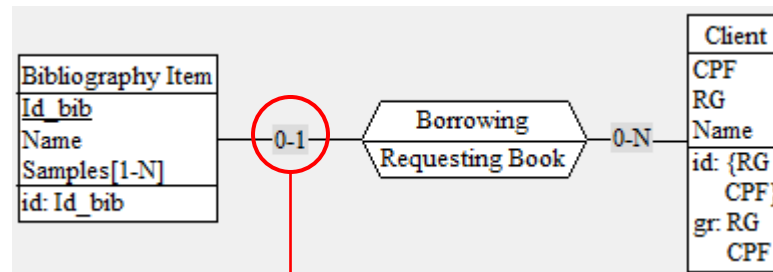 Bibliography Item
Id_bib
Name
Samples[1-N]
id: Id_bib
0-1
Borrowing
Requesting Book
0-N
Client
CPF
RG
Name
id: {RG
CPF}
gr: RG
CPF